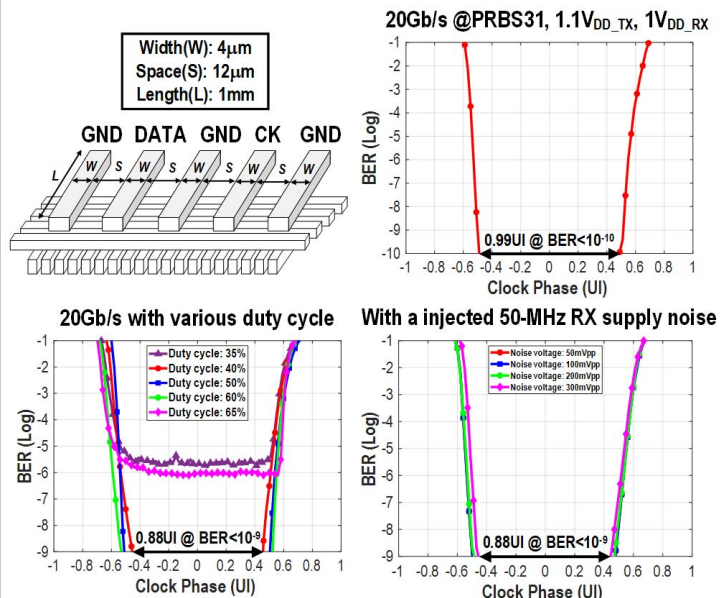 Width(W): 4μm
Space(S): 12μm
Length(L): 1mm
GND DATA GND CK GND
L
W S W S W S W S W
20Gb/s @PRBS31, 1.1VDD_TX, 1VDD_RX
BER (Log)
-1
-2
-3
-4
-5
-6
-7
-8
-9
-10
0.99UI @ BER<10-10
-1 -0.8 -0.6 -0.4 -0.2 0 0.2 0.4 0.6 0.8 1
Clock Phase (UI)
20Gb/s with various duty cycle
BER (Log)
-1
-2
-3
-4
-5
-6
-7
-8
-9
Duty cycle: 35%
Duty cycle: 40%
Duty cycle: 50%
Duty cycle: 60%
Duty cycle: 65%
0.88UI @ BER<10-9
-1 -0.8 -0.6 -0.4 -0.2 0 0.2 0.4 0.6 0.8 1
Clock Phase (UI)
With a injected 50-MHz RX supply noise
BER (Log)
-1
-2
-3
-4
-5
-6
-7
-8
-9
Noise voltage: 50mVpp
Noise voltage: 100mVpp
Noise voltage: 200mVpp
Noise voltage: 300mVpp
0.88UI @ BER<10-9
-1 -0.8 -0.6 -0.4 -0.2 0 0.2 0.4 0.6 0.8 1
Clock Phase (UI)